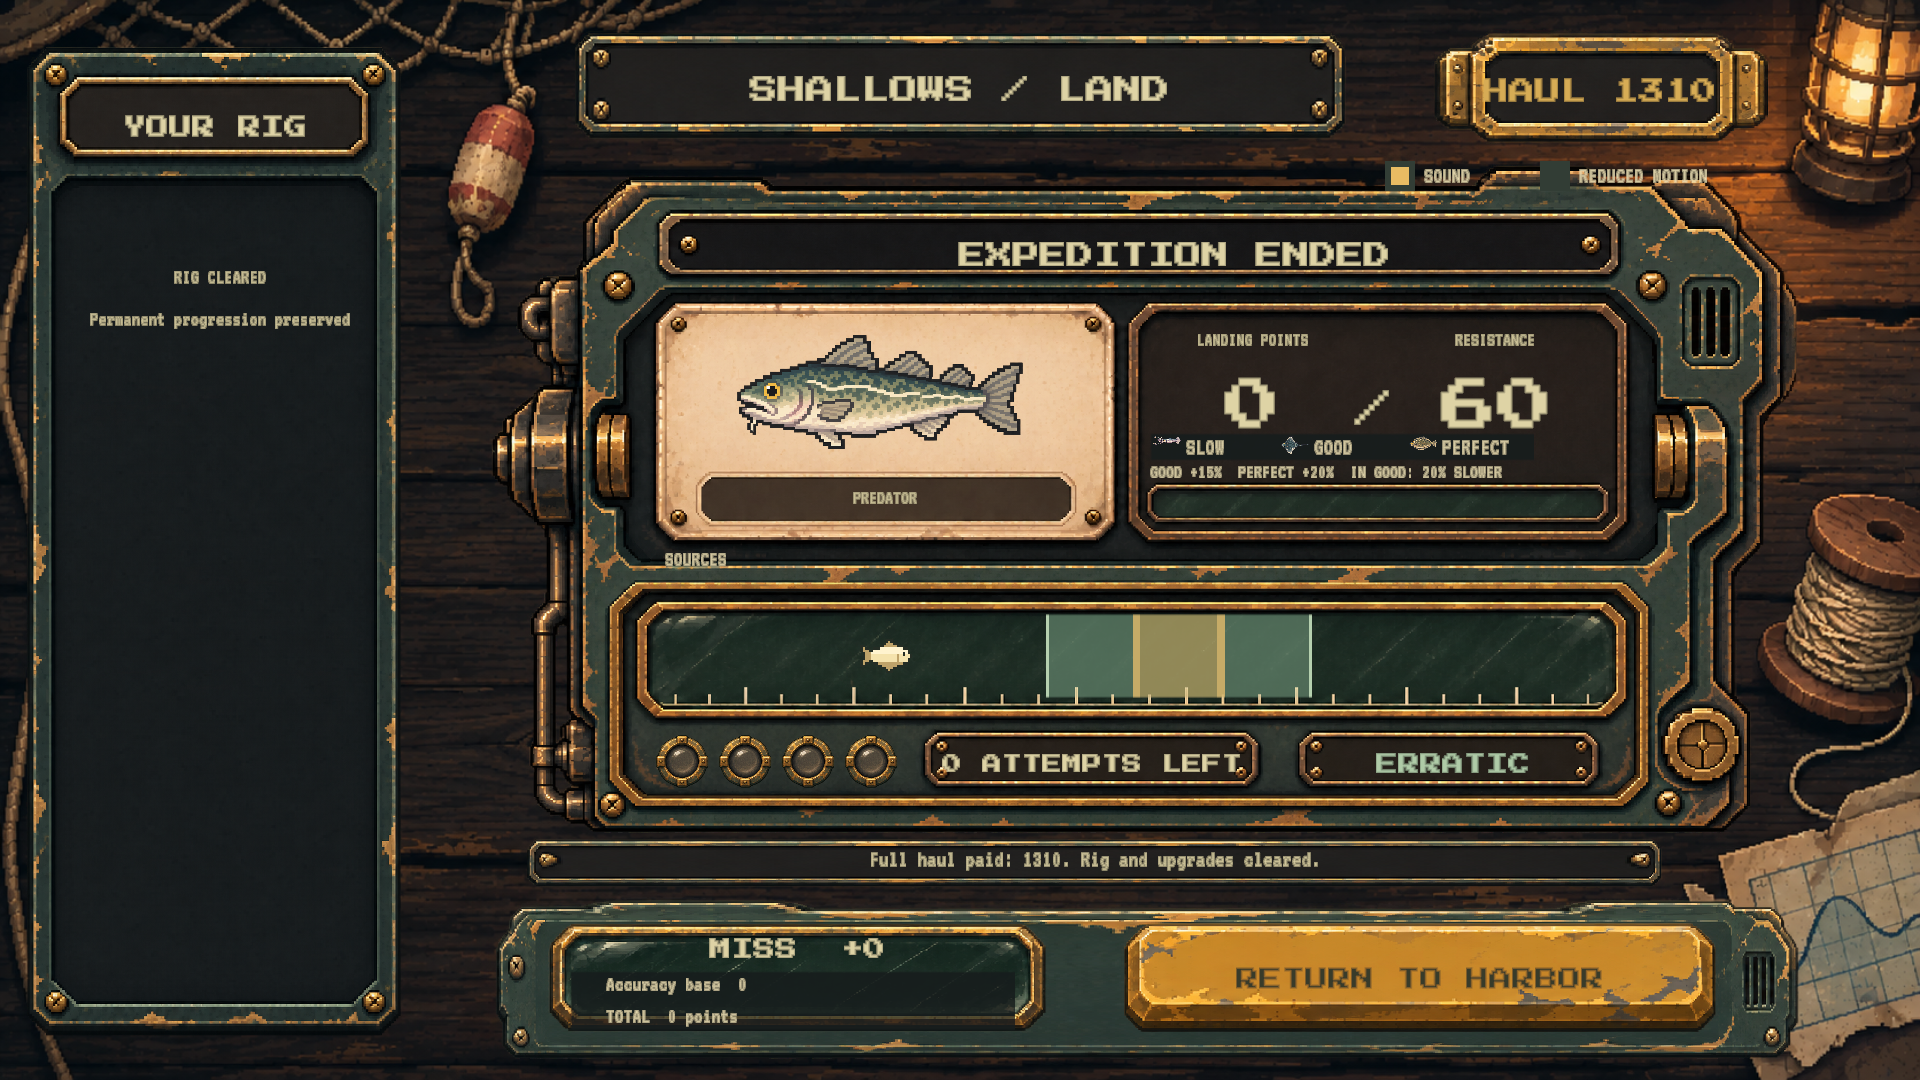 YOUR RIG
RIG CLEARED
Permanent progression preserved
SHALLOWS / LAND
HAUL 1310
SOUND
REDUCED MOTION
EXPEDITION ENDED
PREDATOR
LANDING POINTS RESISTANCE
0 / 60
SLOW GOOD PERFECT
GOOD +15% PERFECT +20% IN GOOD: 20% SLOWER
SOURCES
0 ATTEMPTS LEFT
ERRATIC
Full haul paid: 1310. Rig and upgrades cleared.
MISS +0
Accuracy base 0
TOTAL 0 points
RETURN TO HARBOR